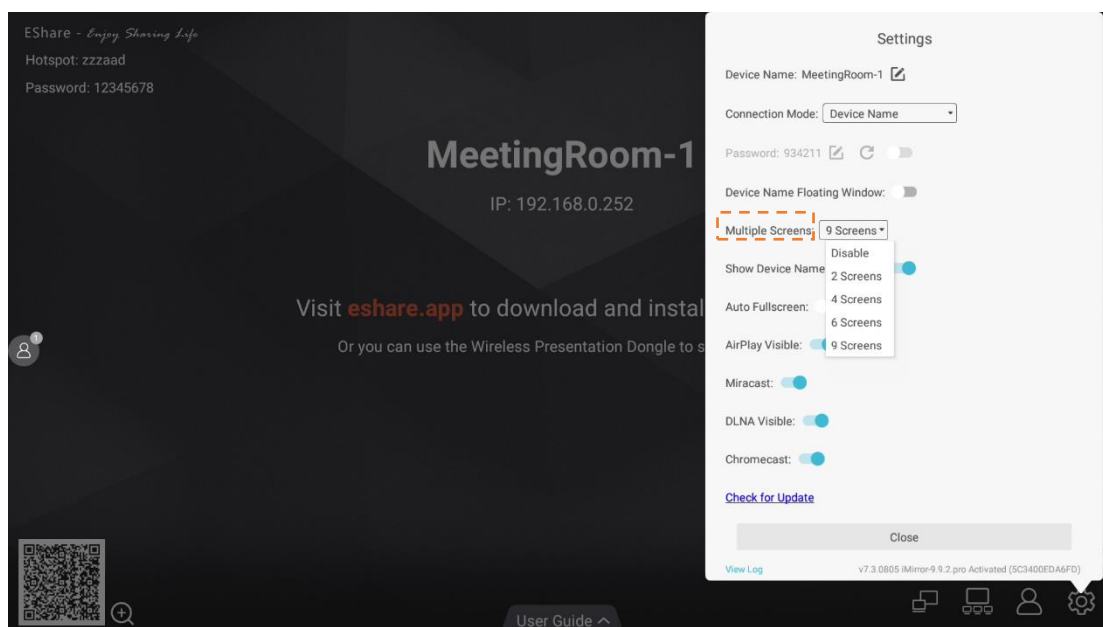 EShare - Enjoy Sharing Life
Hotspot: zzzaad
Password: 12345678
MeetingRoom-1
IP: 192.168.0.252
Visit eshare.app to download and instal
Or you can use the Wireless Presentation Dongle to s
1
User Guide
Settings
Device Name: MeetingRoom-1
Connection Mode: Device Name
Password: 934211
Device Name Floating Window:
Multiple Screens: 9 Screens
Disable
2 Screens
4 Screens
6 Screens
9 Screens
Show Device Name
Auto Fullscreen:
AirPlay Visible:
Miracast:
DLNA Visible:
Chromecast:
Check for Update
Close
View Log v7.3.0805 iMirror-9.9.2.pro Activated (5C3400EDA6FD)